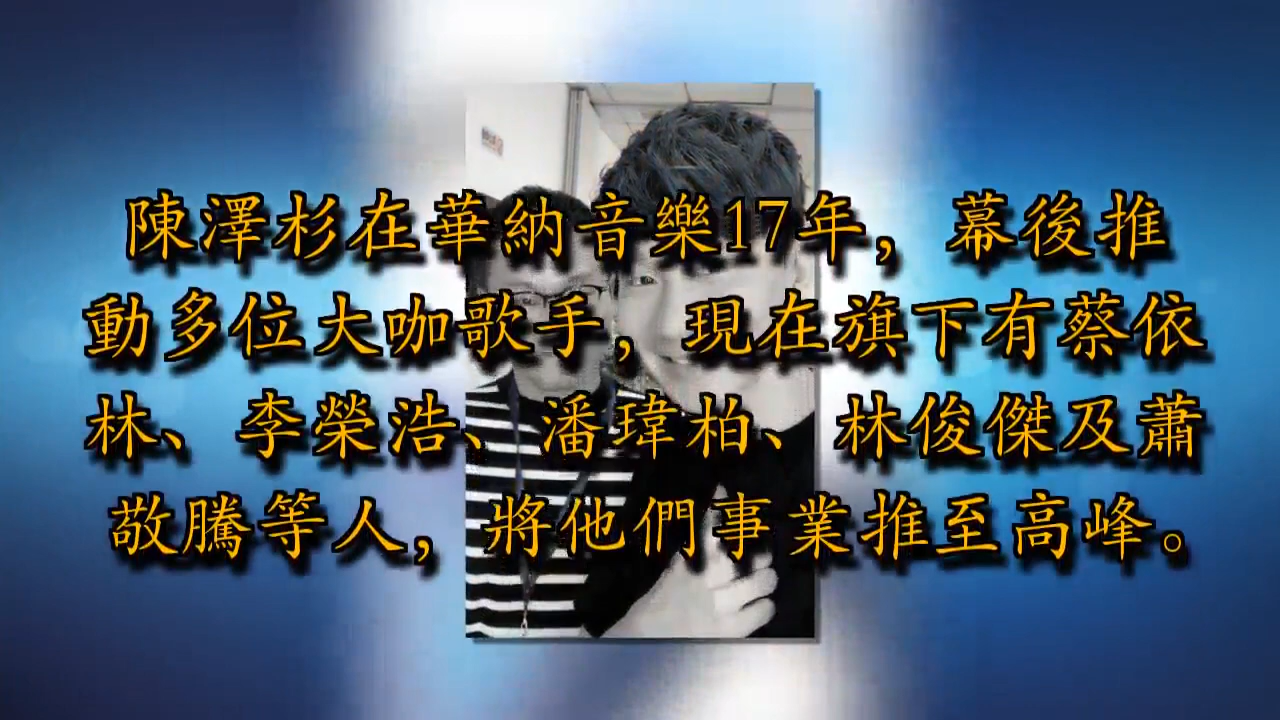 陳澤杉在華納音樂17年，幕後推
動多位大咖歌手，現在旗下有蔡依
林、李榮浩、潘瑋柏、林俊傑及蕭
敬騰等人，將他們事業推至高峰。